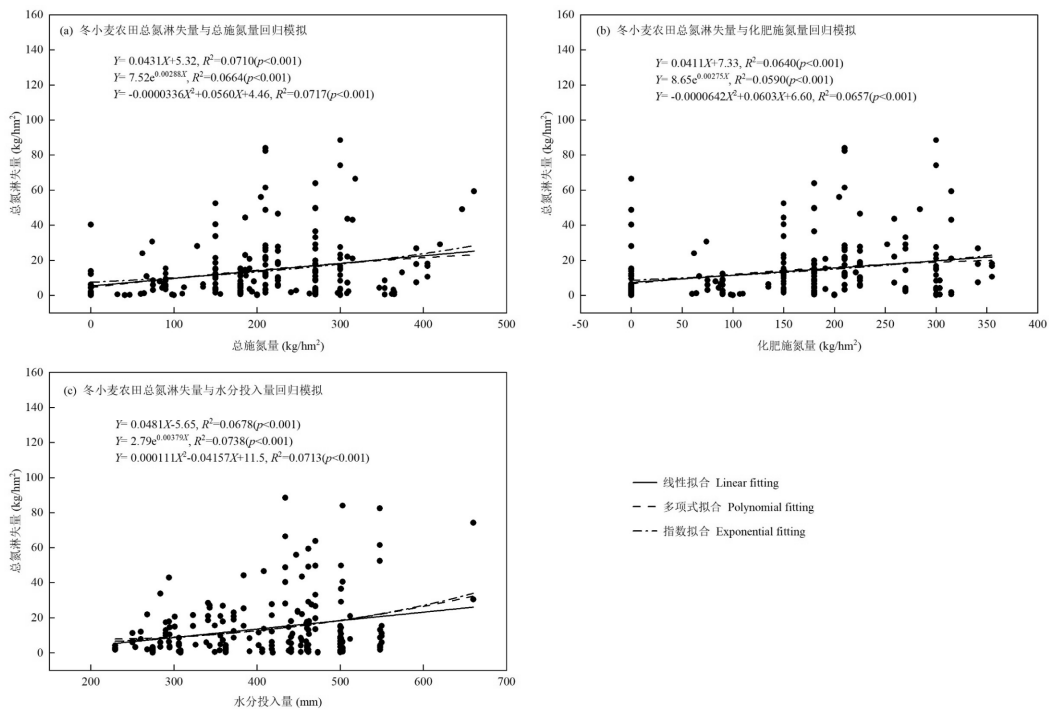 (a) 冬小麦农田总氮淋失量与总施氮量回归模拟
Y= 0.0431X+5.32, R²=0.0710(p<0.001)
Y= 7.52e^0.00288X, R²=0.0664(p<0.001)
Y= -0.0000336X²+0.0560X+4.46, R²=0.0717(p<0.001)
160
140
120
100
80
60
40
20
0
总氮淋失量 (kg/hm²)
0 100 200 300 400 500
总施氮量 (kg/hm²)
(b) 冬小麦农田总氮淋失量与化肥施氮量回归模拟
Y= 0.0411X+7.33, R²=0.0640(p<0.001)
Y= 8.65e^0.00275X, R²=0.0590(p<0.001)
Y= -0.0000642X²+0.0603X+6.60, R²=0.0657(p<0.001)
160
140
120
100
80
60
40
20
0
总氮淋失量 (kg/hm²)
-50 0 50 100 150 200 250 300 350 400
化肥施氮量 (kg/hm²)
(c) 冬小麦农田总氮淋失量与水分投入量回归模拟
Y= 0.0481X-5.65, R²=0.0678(p<0.001)
Y= 2.79e^0.00379X, R²=0.0738(p<0.001)
Y= 0.000111X²-0.04157X+11.5, R²=0.0713(p<0.001)
160
140
120
100
80
60
40
20
0
总氮淋失量 (kg/hm²)
200 300 400 500 600 700
水分投入量 (mm)
线性拟合 Linear fitting
多项式拟合 Polynomial fitting
指数拟合 Exponential fitting